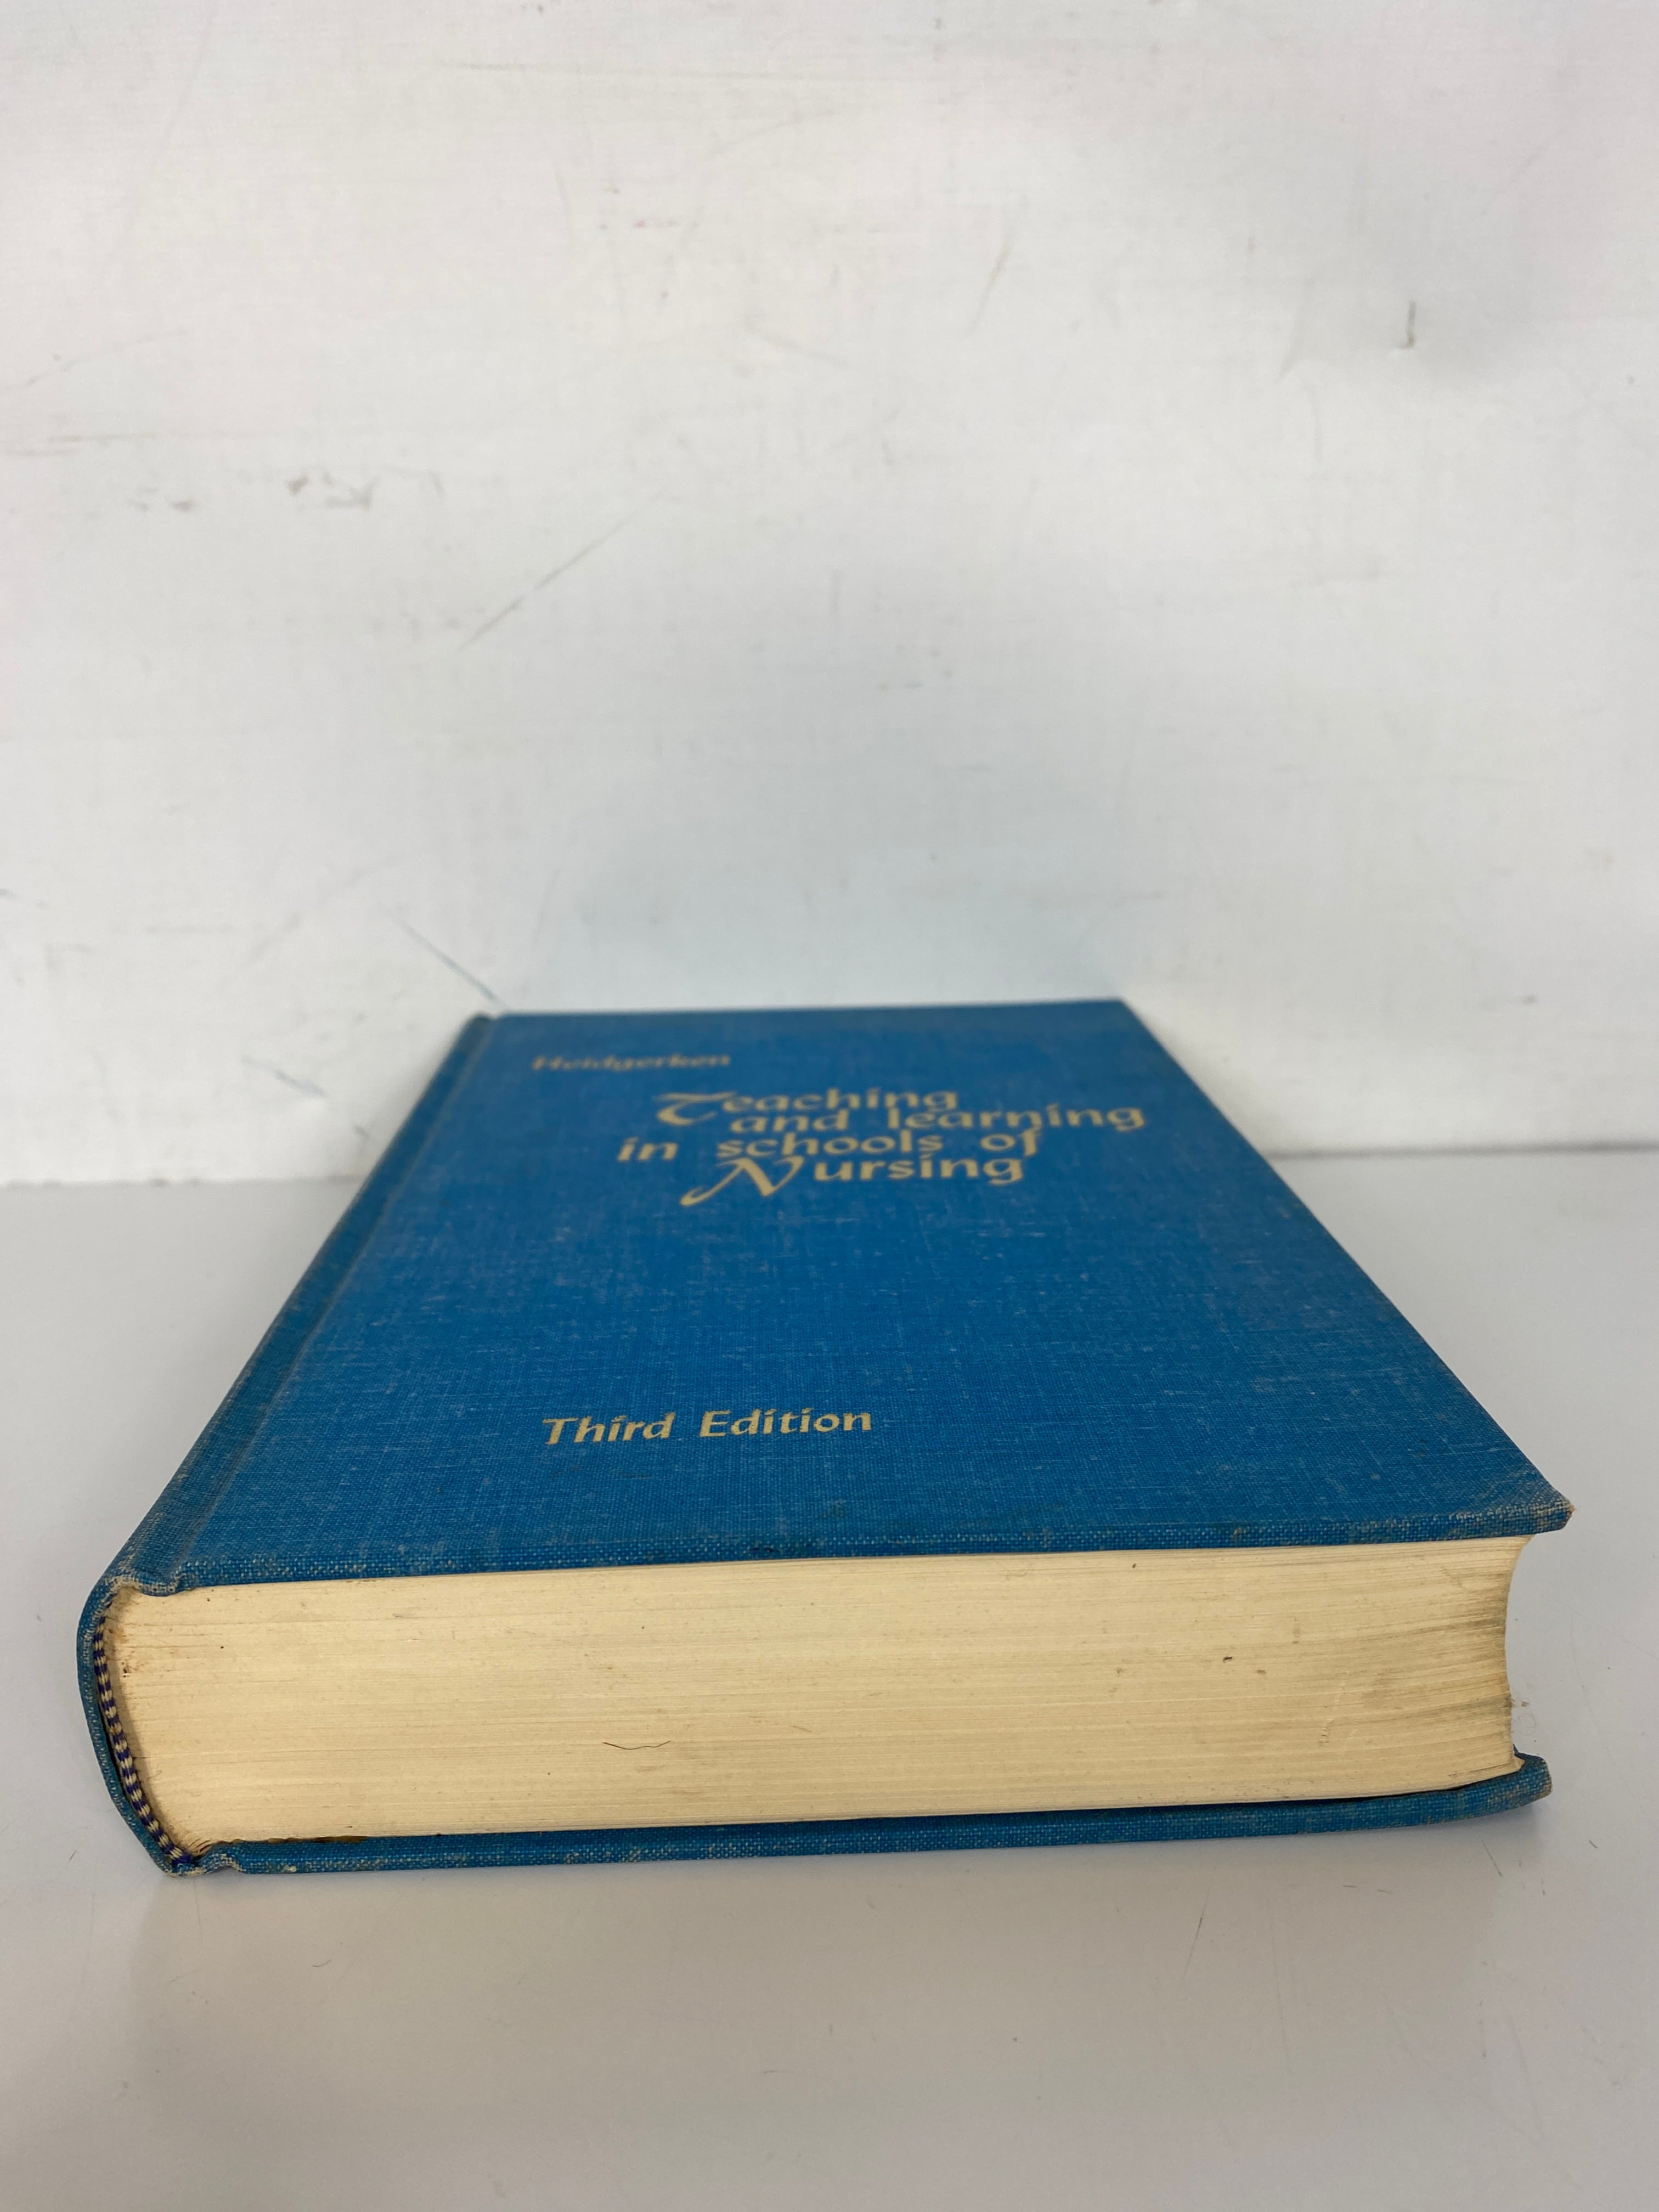 Heidgerken
Teaching
and learning
in schools of
Nursing
Third Edition